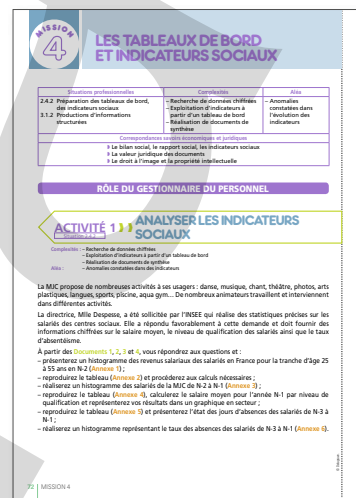 MISSION
4
LES TABLEAUX DE BORD
ET INDICATEURS SOCIAUX
Situations professionnelles
Complexités
Aléas
2.4.2 Préparation des tableaux de bord,
des indicateurs sociaux
3.1.2 Productions d'informations
structurées
– Recherche de données chiffrées
– Exploitation d'indicateurs à
partir d'un tableau de bord
– Réalisation de documents de
synthèse
– Anomalies
constatées dans
l'évolution des
indicateurs
Correspondances savoirs économiques et juridiques
Le bilan social, le rapport social, les indicateurs sociaux
La valeur juridique des documents
Le droit à l'image et la propriété intellectuelle
RÔLE DU GESTIONNAIRE DU PERSONNEL
ACTIVITÉ 1 ANALYSER LES INDICATEURS
SOCIAUX
Situation 2.4.2
Complexités : – Recherche de données chiffrées
– Exploitation d'indicateurs à partir d'un tableau de bord
– Réalisation de documents de synthèse
Aléas : – Anomalies constatées dans des indicateurs
La MJC propose de nombreuses activités à ses usagers : danse, musique, chant, théâtre, photos, arts
plastiques, langues, sports, piscine, aqua gym... De nombreux animateurs travaillent et interviennent
dans différentes activités.
La directrice, Mlle Despesse, a été sollicitée par l'INSEE qui réalise des statistiques précises sur les
salariés des centres sociaux. Elle a répondu favorablement à cette demande et doit fournir des
informations chiffrées sur le salaire moyen, le niveau de qualification des salariés ainsi que le taux
d'absentéisme.
À partir des Documents 1, 2, 3 et 4, vous répondrez aux questions et :
– présenterez un histogramme des revenus salariaux des salariés en France pour la tranche d'âge 25
à 55 ans en N-2 (Annexe 1) ;
– reproduirez le tableau (Annexe 2) et procéderez aux calculs nécessaires ;
– réaliserez un histogramme des salariés de la MJC de N-2 à N-1 (Annexe 3) ;
– reproduirez le tableau (Annexe 4), calculerez le salaire moyen pour l'année N-1 par niveau de
qualification et représenterez vos résultats dans un graphique en secteur ;
– reproduirez le tableau (Annexe 5) et présenterez l'état des jours d'absences des salariés de N-3 à
N-1 ;
– réaliserez un histogramme représentant le taux des absences des salariés de N-3 à N-1 (Annexe 6).
72 | MISSION 4